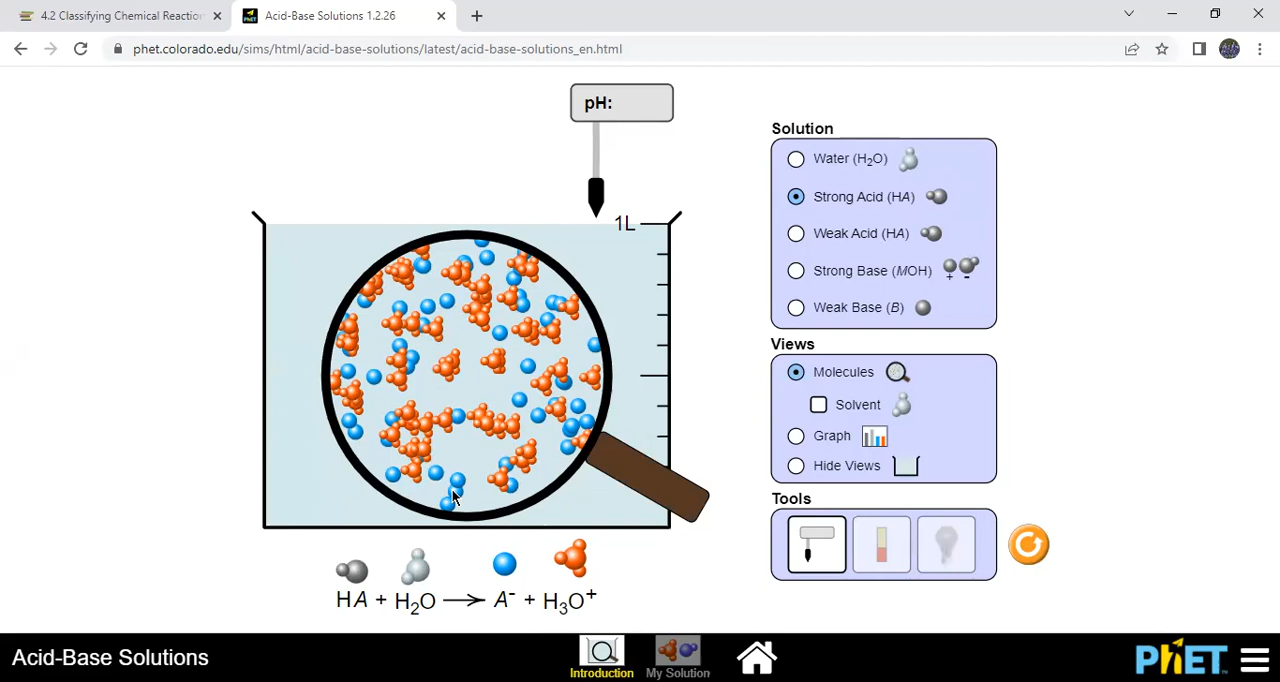 4.2 Classifying Chemical Reaction
Acid-Base Solutions 1.2.26
phet.colorado.edu/sims/html/acid-base-solutions/latest/acid-base-solutions_en.html
pH:
1L
Solution
Water (H₂O)
Strong Acid (HA)
Weak Acid (HA)
Strong Base (MOH)
+ -
Weak Base (B)
Views
Molecules
Solvent
Graph
Hide Views
Tools
HA + H₂O → A⁻ + H₃O⁺
Acid-Base Solutions
Introduction
My Solution
PhET